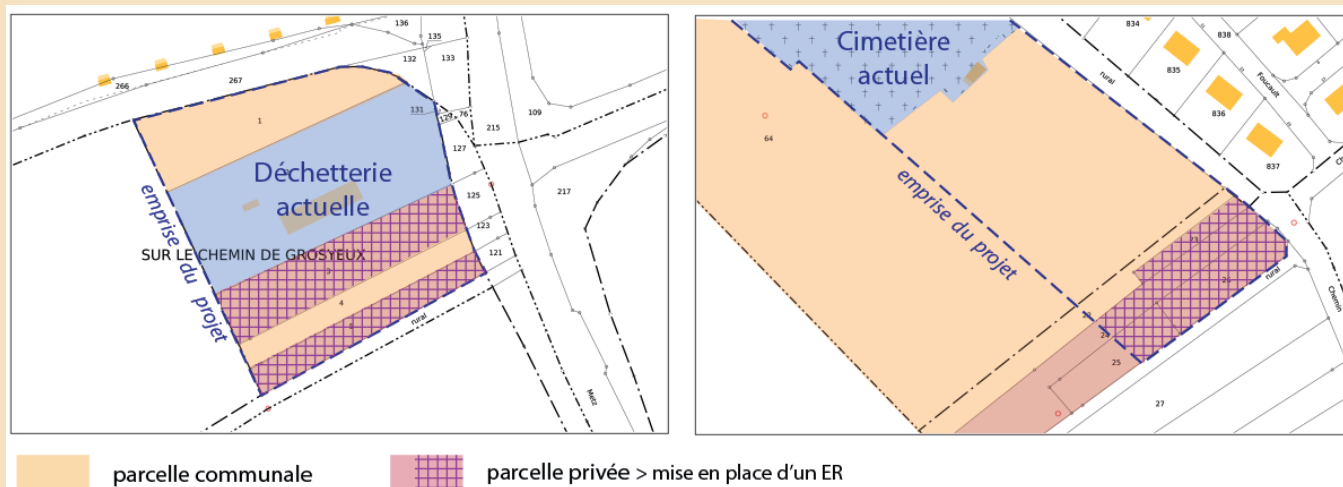 136
135
132
133
267
266
1
131
129
76
215
109
127
Déchetterie
actuelle
125
217
emprise du projet
SUR LE CHEMIN DE GROSYEUX
123
121
3
4
5
rural
Metz
Cimetière
actuel
834
838
rural
835
Foucault
836
64
837
emprise du projet
73
26
rural
Chemin
24
25
27
parcelle communale
parcelle privée > mise en place d'un ER